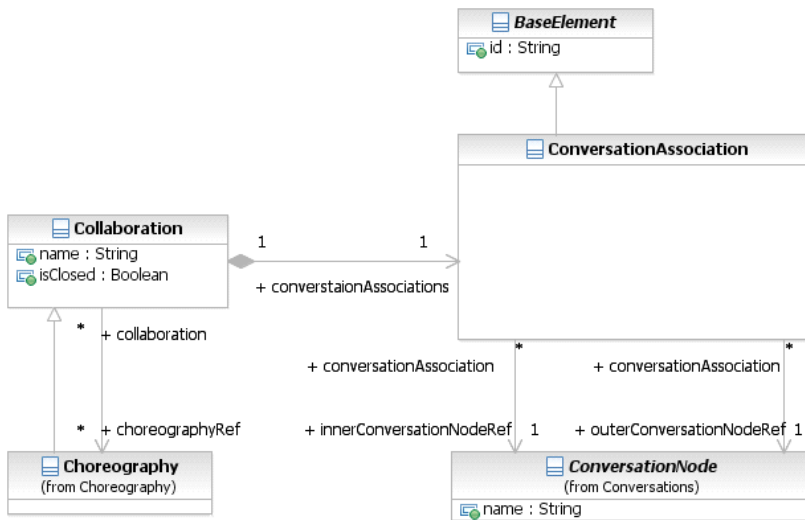 BaseElement
id : String
ConversationAssociation
Collaboration
name : String
isClosed : Boolean
1
1
+ converstaionAssociations
*
+ collaboration
*
+ choreographyRef
*
+ conversationAssociation
+ innerConversationNodeRef
1
*
+ conversationAssociation
+ outerConversationNodeRef
1
Choreography
(from Choreography)
ConversationNode
(from Conversations)
name : String